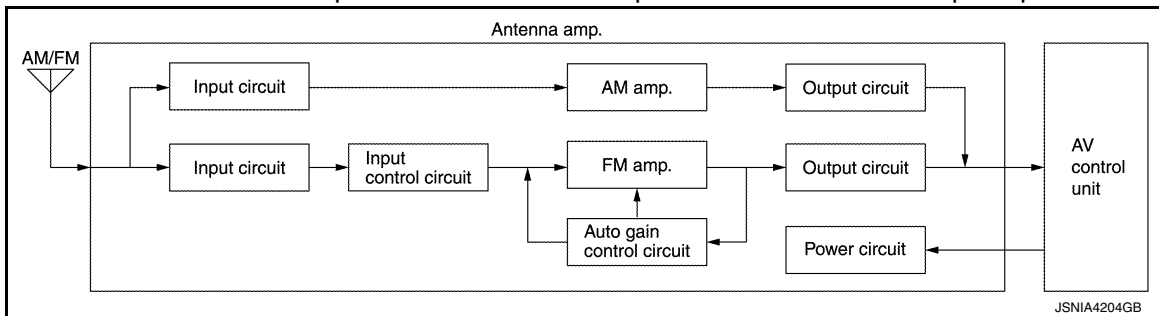 Antenna amp.
AM/FM
Input circuit
AM amp.
Output circuit
Input circuit
Input
control circuit
FM amp.
Output circuit
AV
control
unit
Auto gain
control circuit
Power circuit
JSNIA4204GB